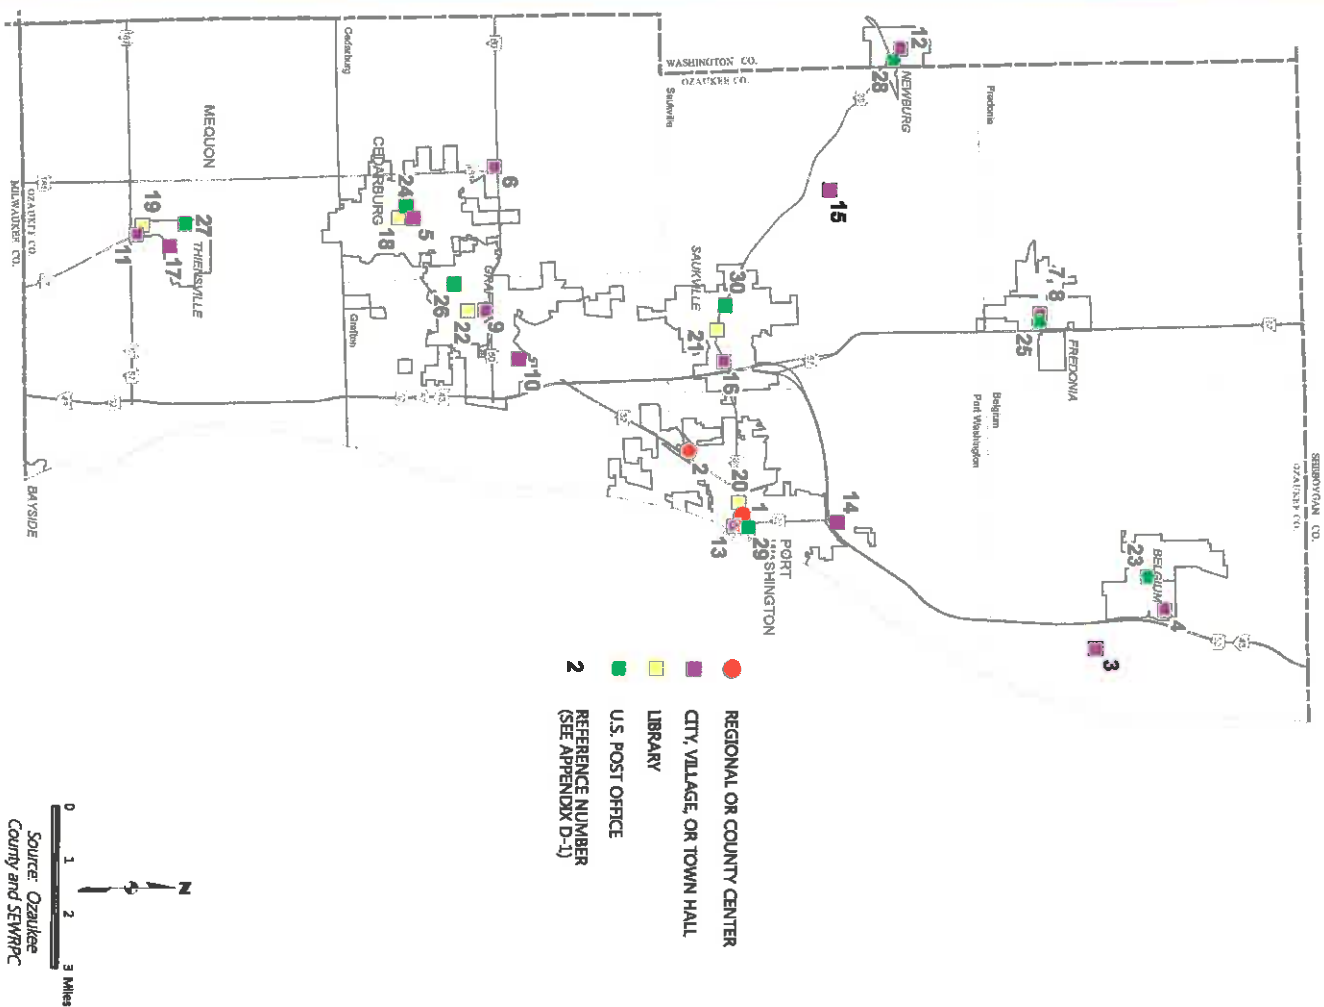 SHEBOYGAN CO.
OZAUKEE CO.
WASHINGTON CO.
OZAUKEE CO.
12
28
NEWBURG
Fredonia
15
7, 8
25
FREDONIA
Belgium
Port Washington
23
BELGIUM
4
3
14
Saukville
SAUKVILLE
30
21
16
2
20
1
29
13
PORT
WASHINGTON
6
Cedarburg
CEDARBURG
24
5
18
26
22
9
10
Grafton
MEQUON
27
THIENSVILLE
19
17
11
OZAUKEE CO.
MILWAUKEE CO.
BAYSIDE
REGIONAL OR COUNTY CENTER
CITY, VILLAGE, OR TOWN HALL
LIBRARY
U.S. POST OFFICE
2 REFERENCE NUMBER
(SEE APPENDIX D-1)
N
0 1 2 3 Miles
Source: Ozaukee
County and SEWRPC